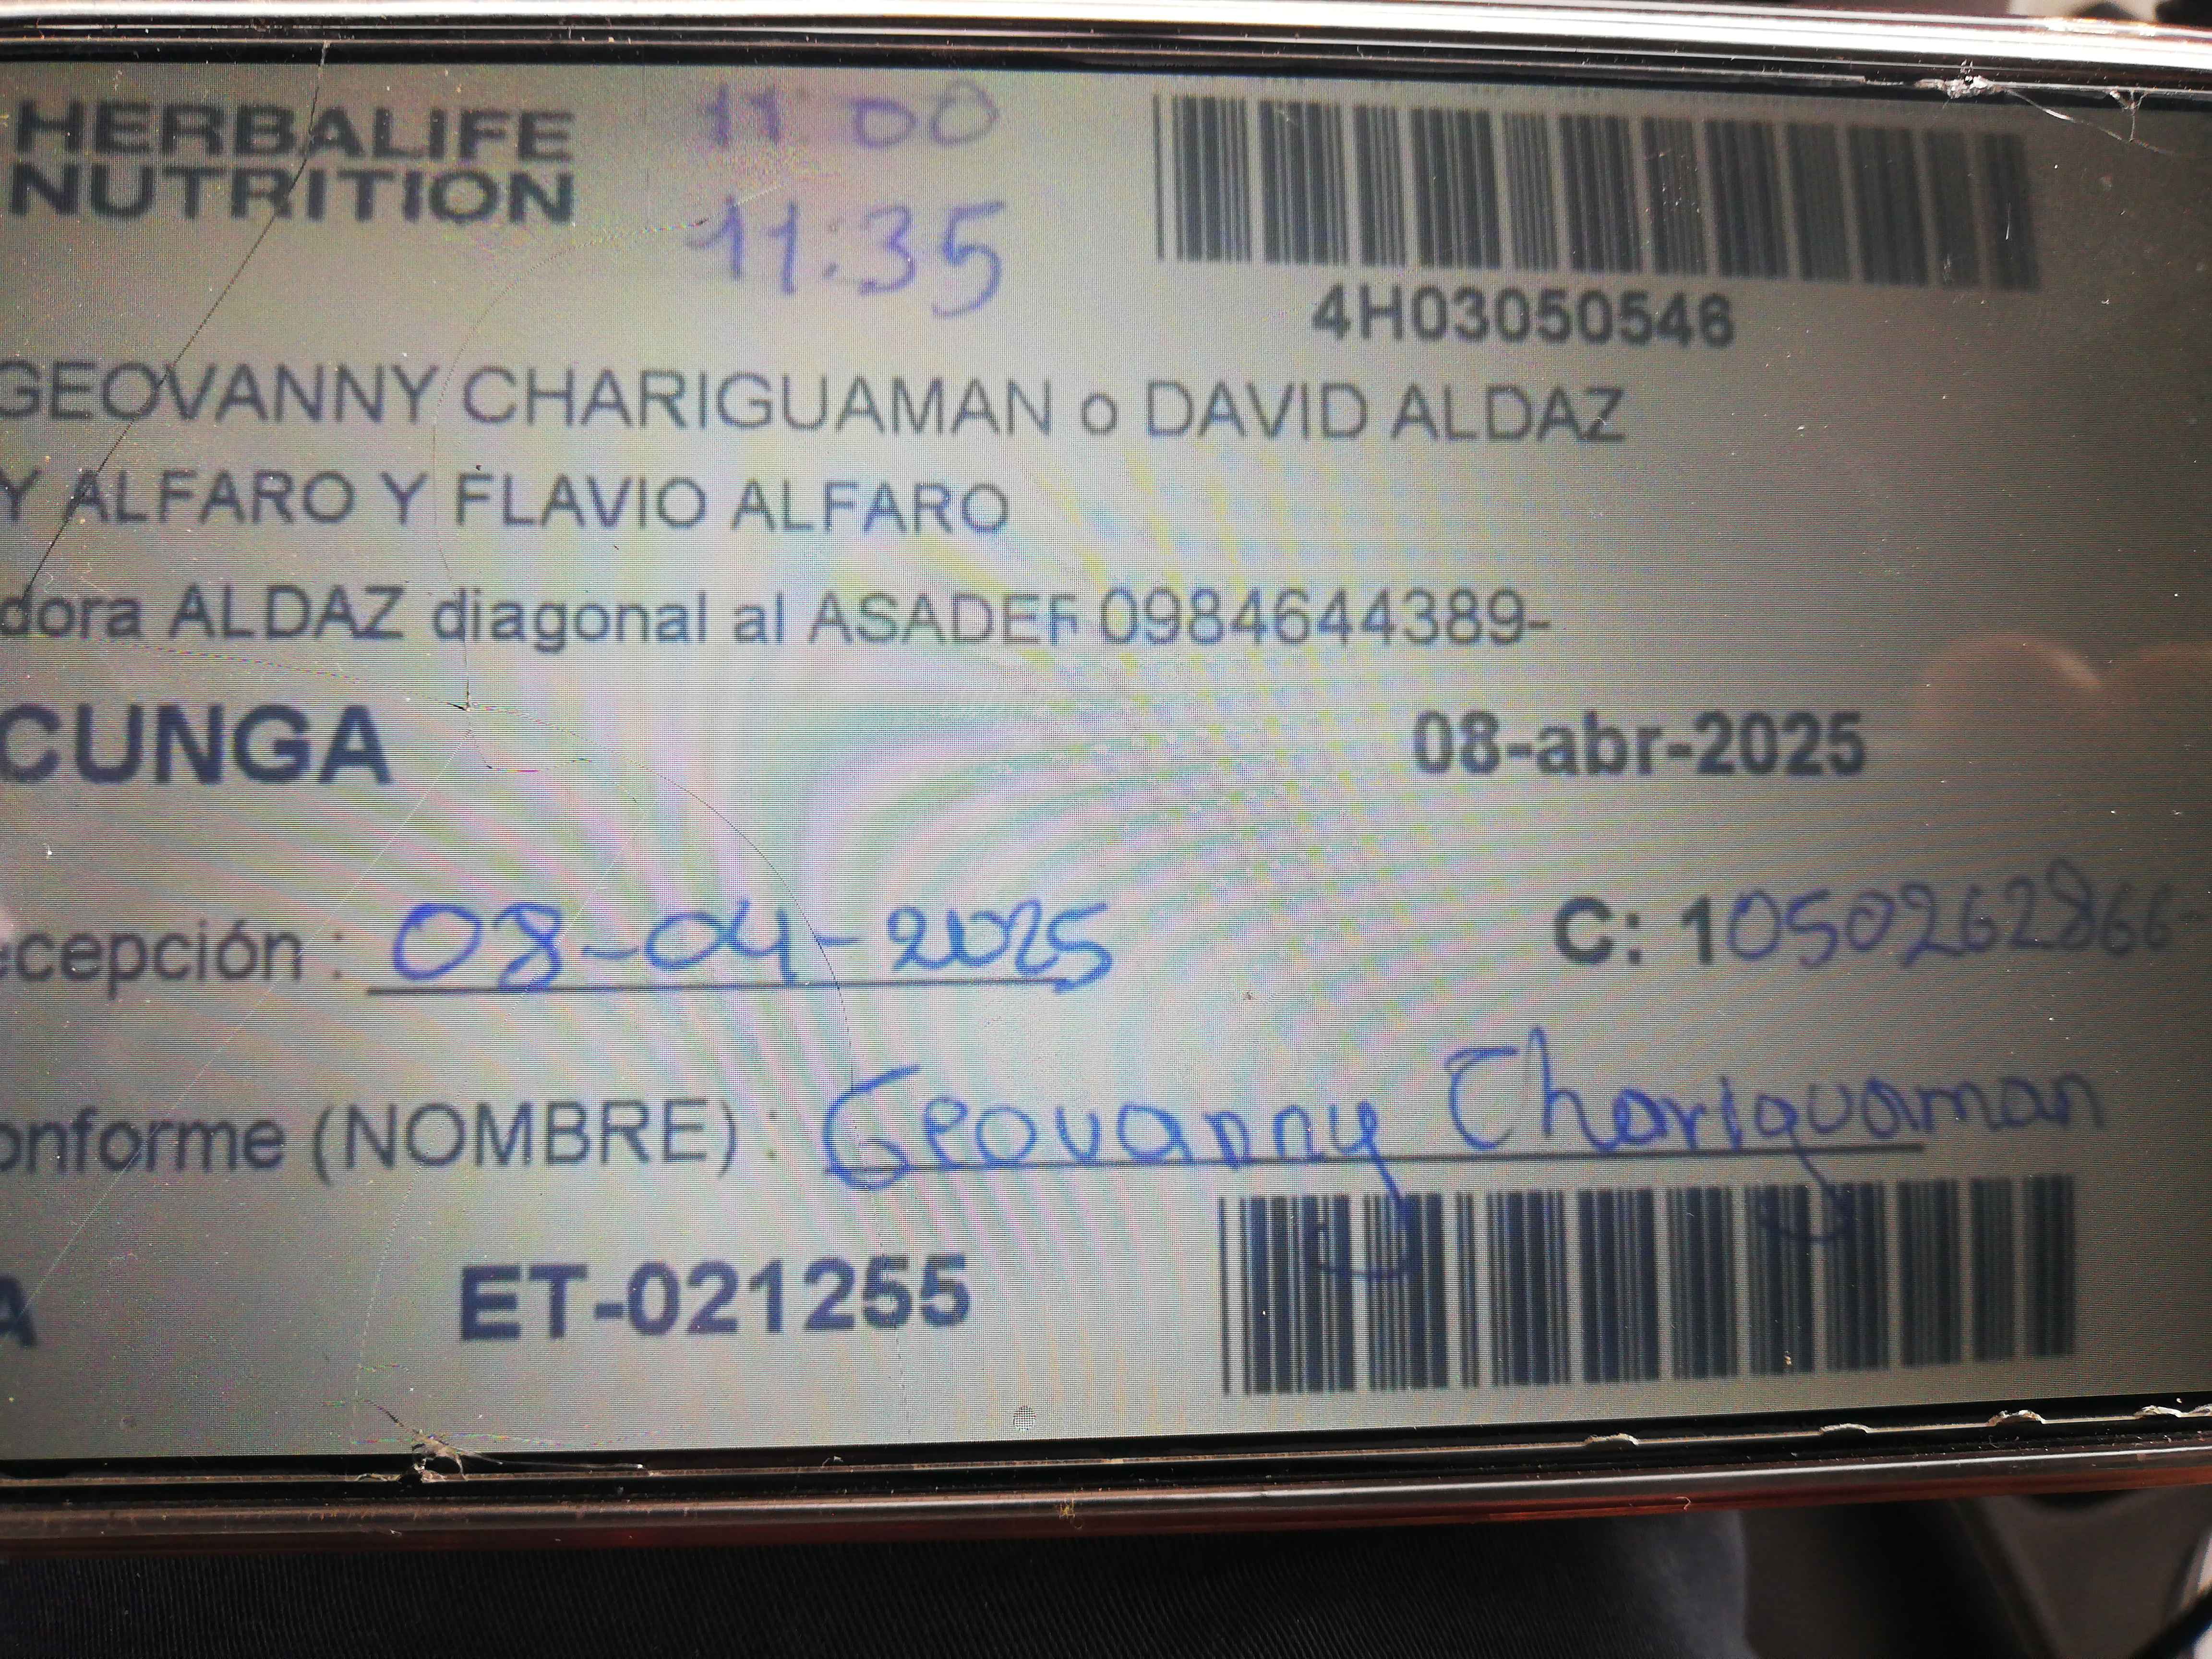 HERBALIFE
NUTRITION
11:00
11:35
4H03050546
GEOVANNY CHARIGUAMAN o DAVID ALDAZ
Y ALFARO Y FLAVIO ALFARO
dora ALDAZ diagonal al ASADEF 0984644389-
CUNGA
08-abr-2025
ecepción : 08-04-2025
C: 1050262866
onforme (NOMBRE) : Geovanny Chariguaman
A
ET-021255